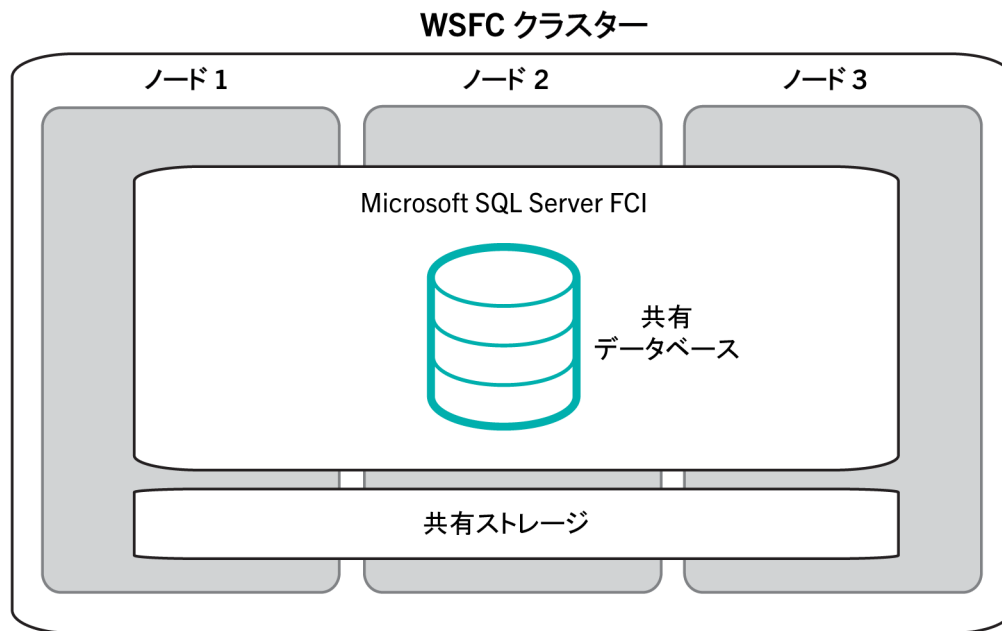 WSFC クラスター
ノード 1
ノード 2
ノード 3
Microsoft SQL Server FCI
共有
データベース
共有ストレージ